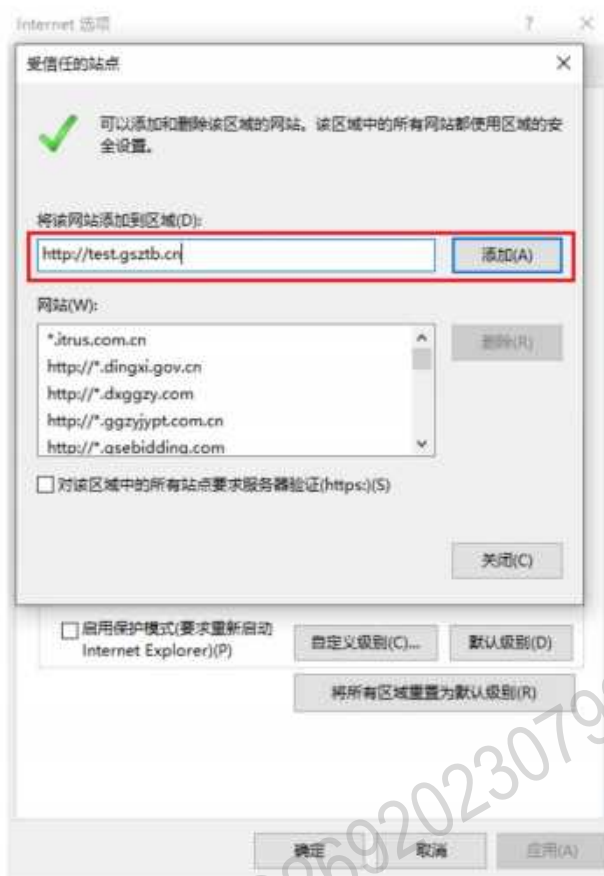 Internet 选项
受信任的站点
可以添加和删除该区域的网站。该区域中的所有网站都使用区域的安
全设置。
将该网站添加到区域(D):
http://test.gsztb.cn
添加(A)
网站(W):
*.itrus.com.cn
http://*.dingxi.gov.cn
http://*.dxggzy.com
http://*.ggzyjypt.com.cn
http://*.gsebidding.com
删除(R)
对该区域中的所有站点要求服务器验证(https:)(S)
关闭(C)
启用保护模式(要求重新启动
Internet Explorer)(P)
自定义级别(C)...
默认级别(D)
将所有区域重置为默认级别(R)
确定
取消
应用(A)